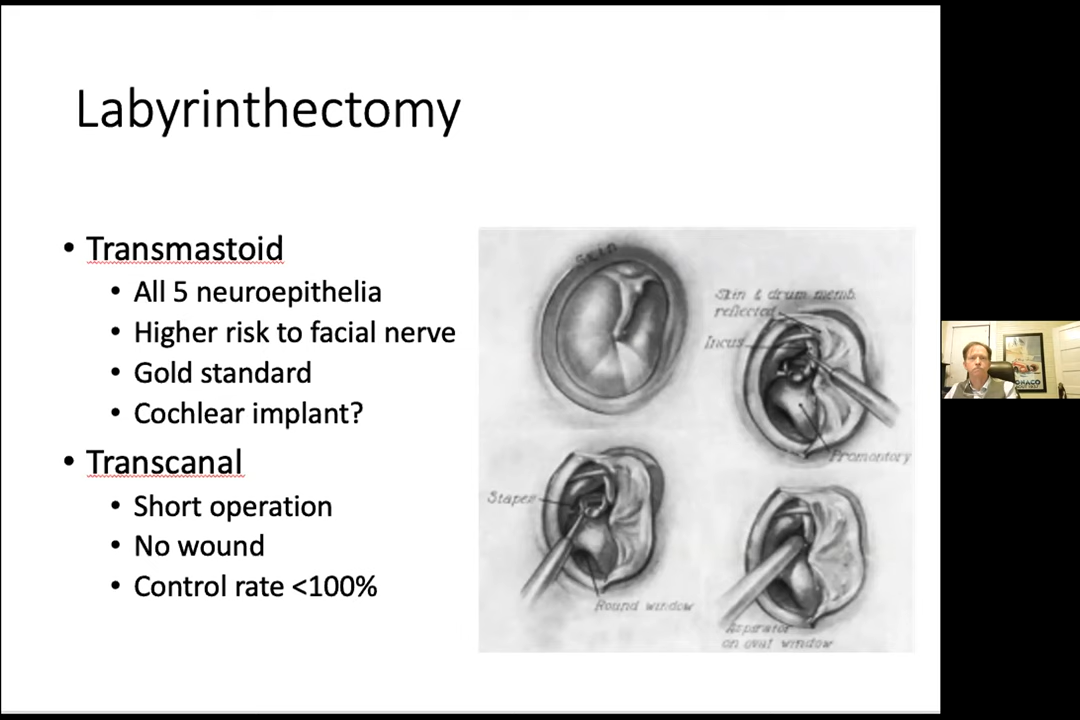 Labyrinthectomy
• Transmastoid
• All 5 neuroepithelia
• Higher risk to facial nerve
• Gold standard
• Cochlear implant?
• Transcanal
• Short operation
• No wound
• Control rate <100%
Skin
Skin & drum memb.
reflected
Incus
Promontory
Stapes
Round window
Aspirator
on oval window
MONACO